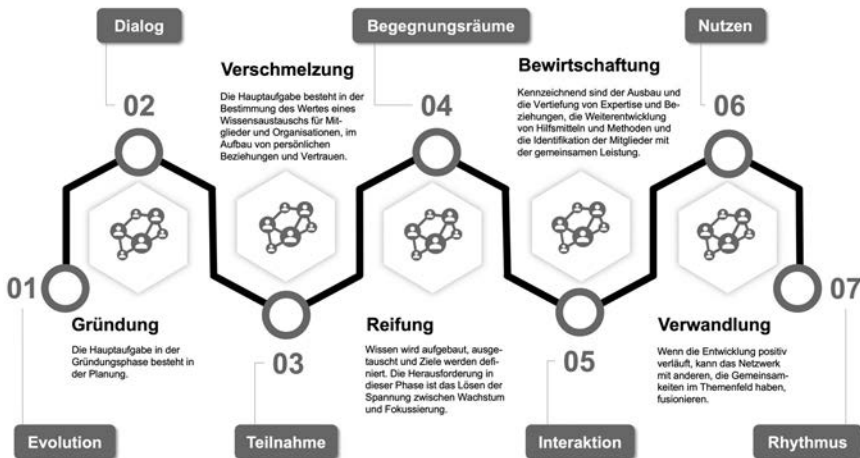 Dialog
Begegnungsräume
Nutzen
02
Verschmelzung
Die Hauptaufgabe besteht in der
Bestimmung des Wertes eines
Wissensaustauschs für Mit-
glieder und Organisationen, im
Aufbau von persönlichen
Beziehungen und Vertrauen.
04
Bewirtschaftung
Kennzeichnend sind der Ausbau und
die Vertiefung von Expertise und Be-
ziehungen, die Weiterentwicklung
von Hilfsmitteln und Methoden und
die Identifikation der Mitglieder mit
der gemeinsamen Leistung.
06
01
Gründung
Die Hauptaufgabe in der
Gründungsphase besteht in
der Planung.
03
Reifung
Wissen wird aufgebaut, ausge-
tauscht und Ziele werden defi-
niert. Die Herausforderung in
dieser Phase ist das Lösen der
Spannung zwischen Wachstum
und Fokussierung.
05
Verwandlung
Wenn die Entwicklung positiv
verläuft, kann das Netzwerk
mit anderen, die Gemeinsam-
keiten im Themenfeld haben,
fusionieren.
07
Evolution
Teilnahme
Interaktion
Rhythmus